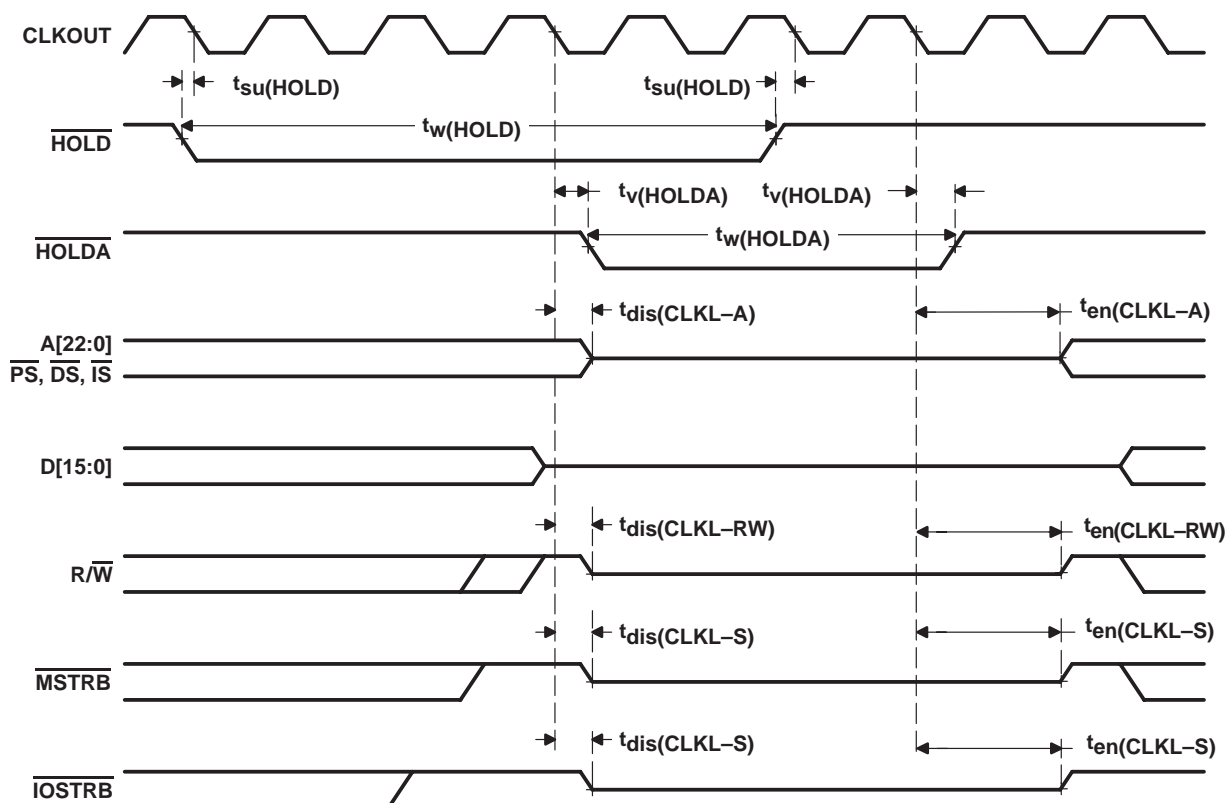 CLKOUT
tsu(HOLD) tsu(HOLD)
HOLD tw(HOLD)
tv(HOLDA) tv(HOLDA)
HOLDA tw(HOLDA)
tdis(CLKL–A) ten(CLKL–A)
A[22:0]
PS, DS, IS
D[15:0]
tdis(CLKL–RW) ten(CLKL–RW)
R/W
tdis(CLKL–S) ten(CLKL–S)
MSTRB
tdis(CLKL–S) ten(CLKL–S)
IOSTRB